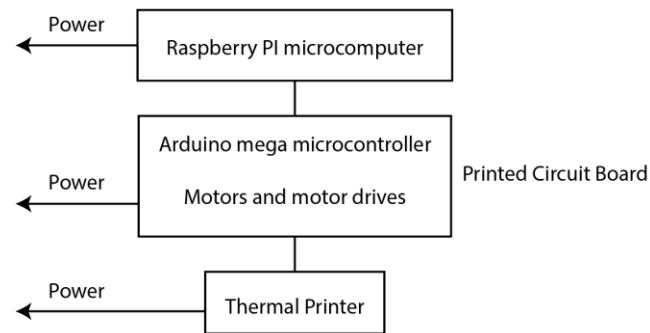 Power
Raspberry PI microcomputer
Arduino mega microcontroller
Power
Motors and motor drives
Printed Circuit Board
Power
Thermal Printer